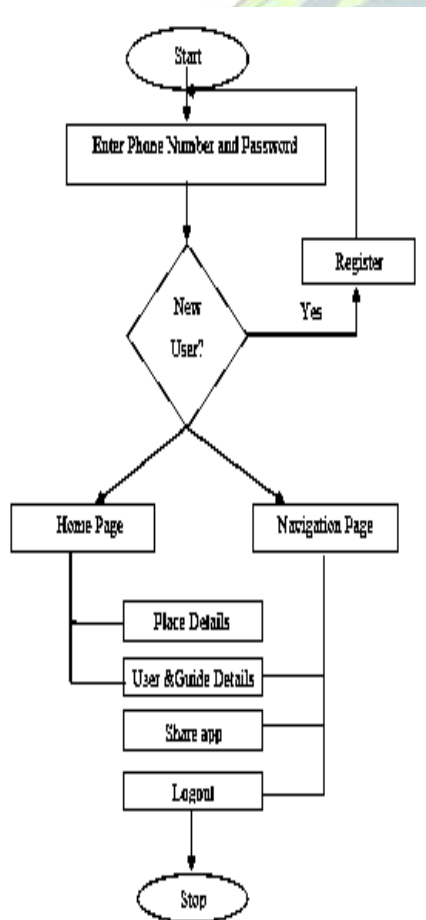 Start
Enter Phone Number and Password
Register
Yes
New
User?
Home Page
Navigation Page
Place Details
User &Guide Details
Share app
Logout
Stop